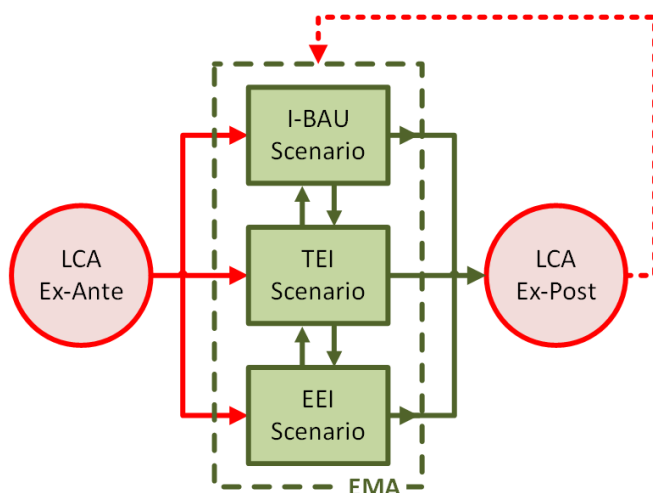 I-BAU
Scenario
LCA
Ex-Ante
TEI
Scenario
LCA
Ex-Post
EEI
Scenario
EMA